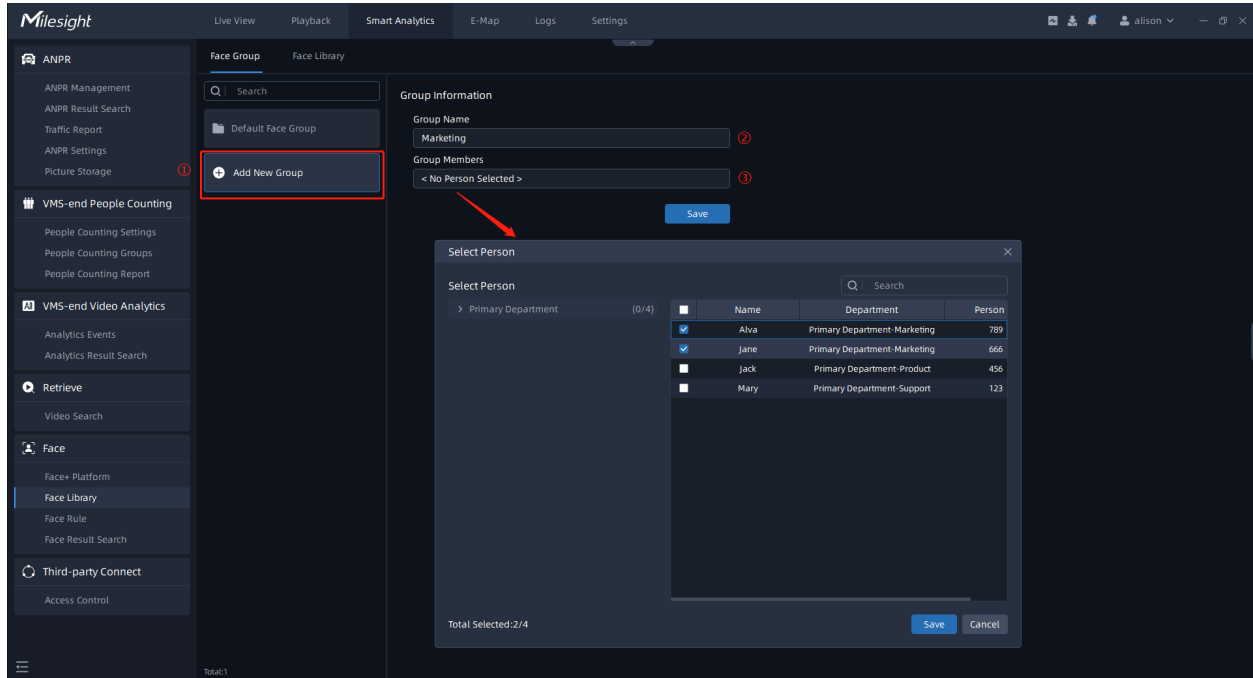 Milesight
Live View
Playback
Smart Analytics
E-Map
Logs
Settings
alison
ANPR
ANPR Management
ANPR Result Search
Traffic Report
ANPR Settings
Picture Storage
①
VMS-end People Counting
People Counting Settings
People Counting Groups
People Counting Report
AI VMS-end Video Analytics
Analytics Events
Analytics Result Search
Retrieve
Video Search
Face
Face+ Platform
Face Library
Face Rule
Face Result Search
Third-party Connect
Access Control
Face Group
Face Library
Search
Default Face Group
Add New Group
Total:1
Group Information
Group Name
Marketing ②
Group Members
< No Person Selected > ③
Save
Select Person
Select Person
Search
Primary Department (0/4)
Name Department Person
Alva Primary Department-Marketing 789
Jane Primary Department-Marketing 666
Jack Primary Department-Product 456
Mary Primary Department-Support 123
Total Selected:2/4
Save
Cancel